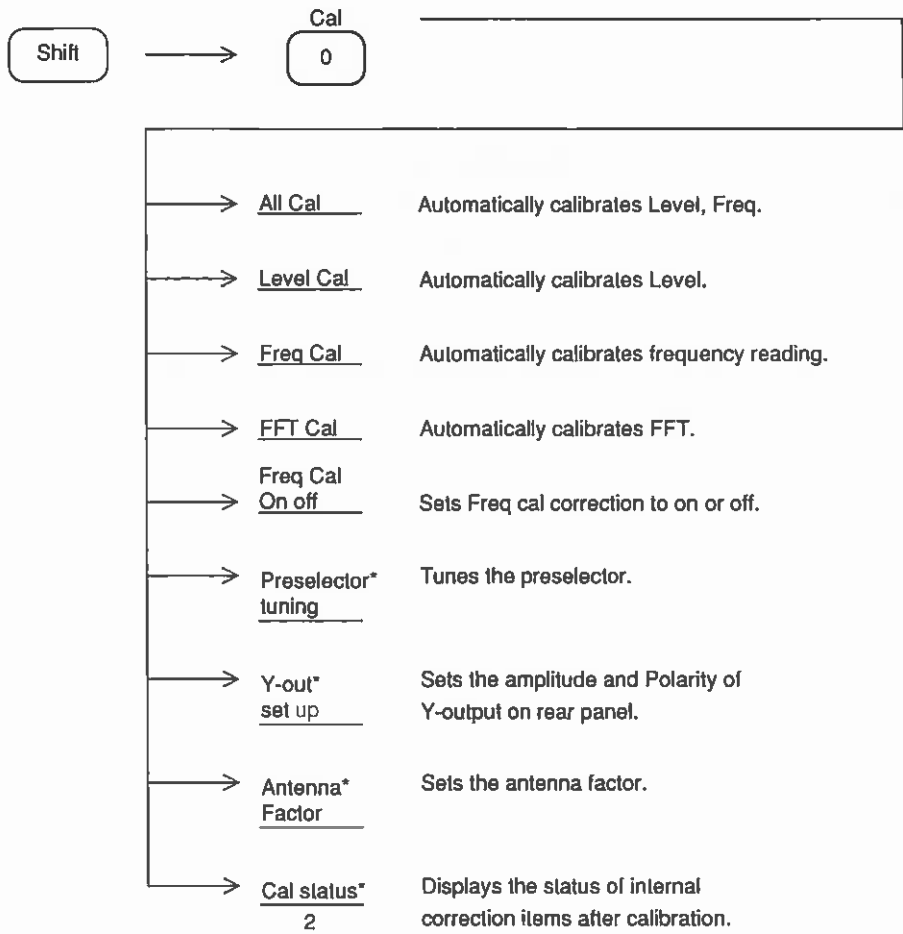 Cal
Shift
0
All Cal Automatically calibrates Level, Freq.
Level Cal Automatically calibrates Level.
Freq Cal Automatically calibrates frequency reading.
FFT Cal Automatically calibrates FFT.
Freq Cal
On off Sets Freq cal correction to on or off.
Preselector* Tunes the preselector.
tuning
Y-out* Sets the amplitude and Polarity of
set up Y-output on rear panel.
Antenna* Sets the antenna factor.
Factor
Cal status* Displays the status of internal
2 correction items after calibration.